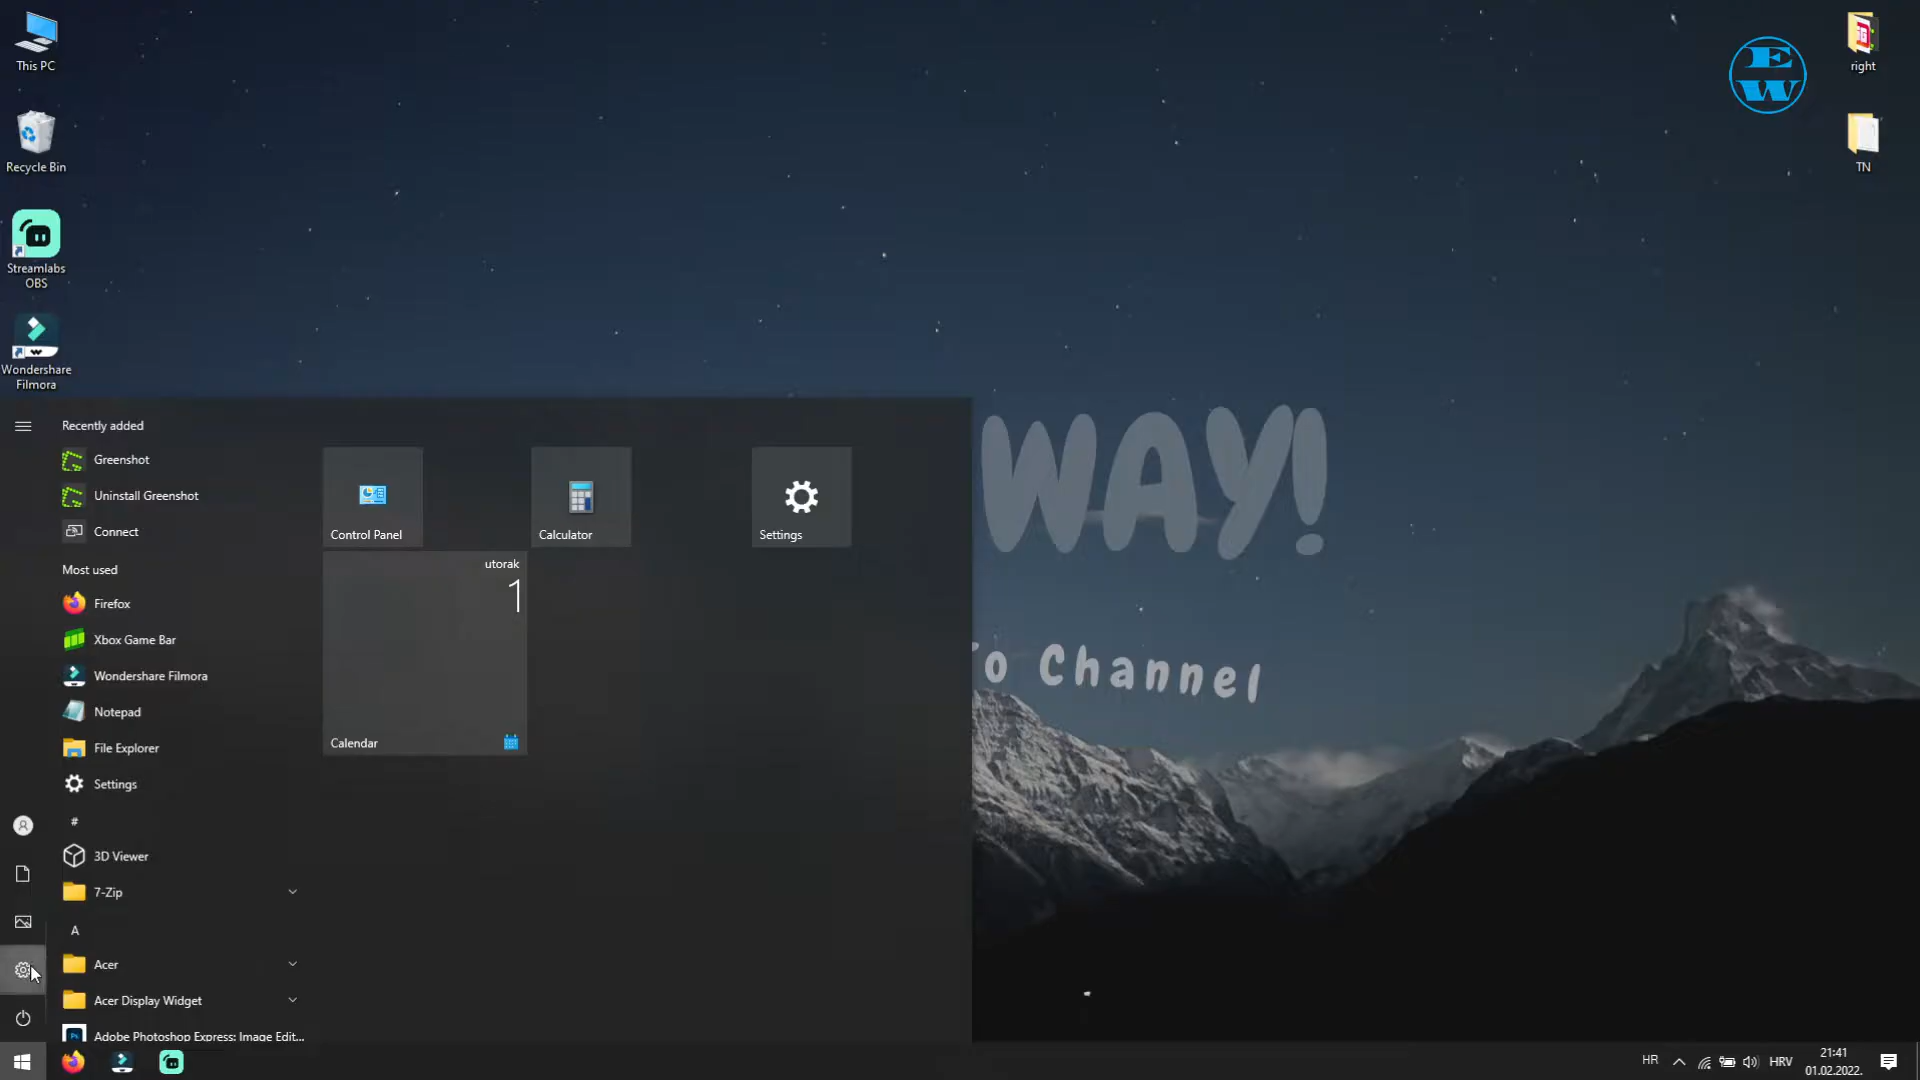 This PC
Recycle Bin
Streamlabs
OBS
Wondershare
Filmora
EW
right
TN
WAY!
To Channel
Recently added
Greenshot
Uninstall Greenshot
Connect
Most used
Firefox
Xbox Game Bar
Wondershare Filmora
Notepad
File Explorer
Settings
#
3D Viewer
7-Zip
A
Acer
Acer Display Widget
Adobe Photoshop Express: Image Edit...
Control Panel
Calculator
Settings
utorak
1
Calendar
HR
HRV
21:41
01.02.2022.